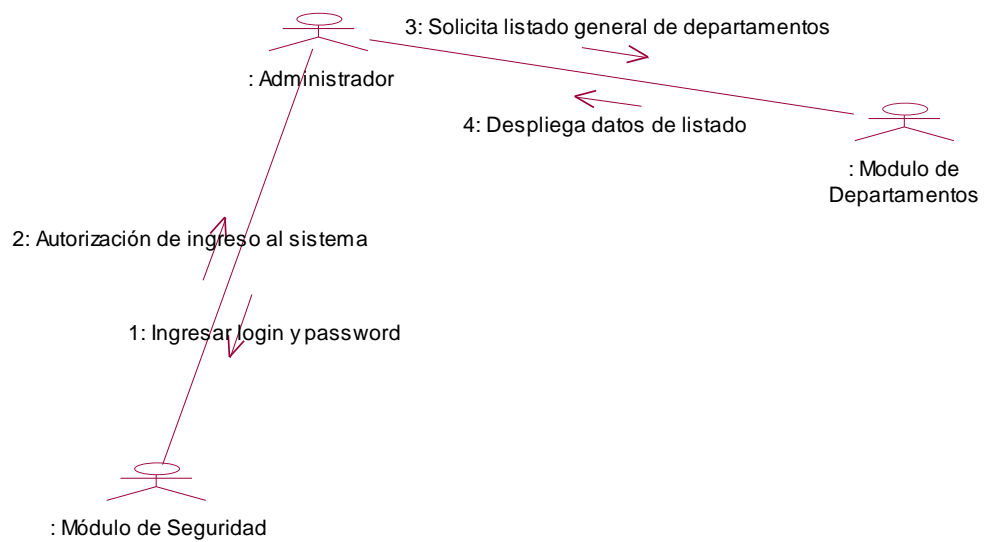 3: Solicita listado general de departamentos
: Administrador
4: Despliega datos de listado
: Modulo de
Departamentos
2: Autorización de ingreso al sistema
1: Ingresar login y password
: Módulo de Seguridad